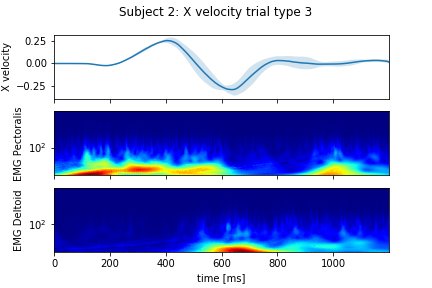 Subject 2: X velocity trial type 3
X velocity
0.25
0.00
−0.25
EMG Pectoralis
10²
EMG Deltoid
10²
0 200 400 600 800 1000
time [ms]